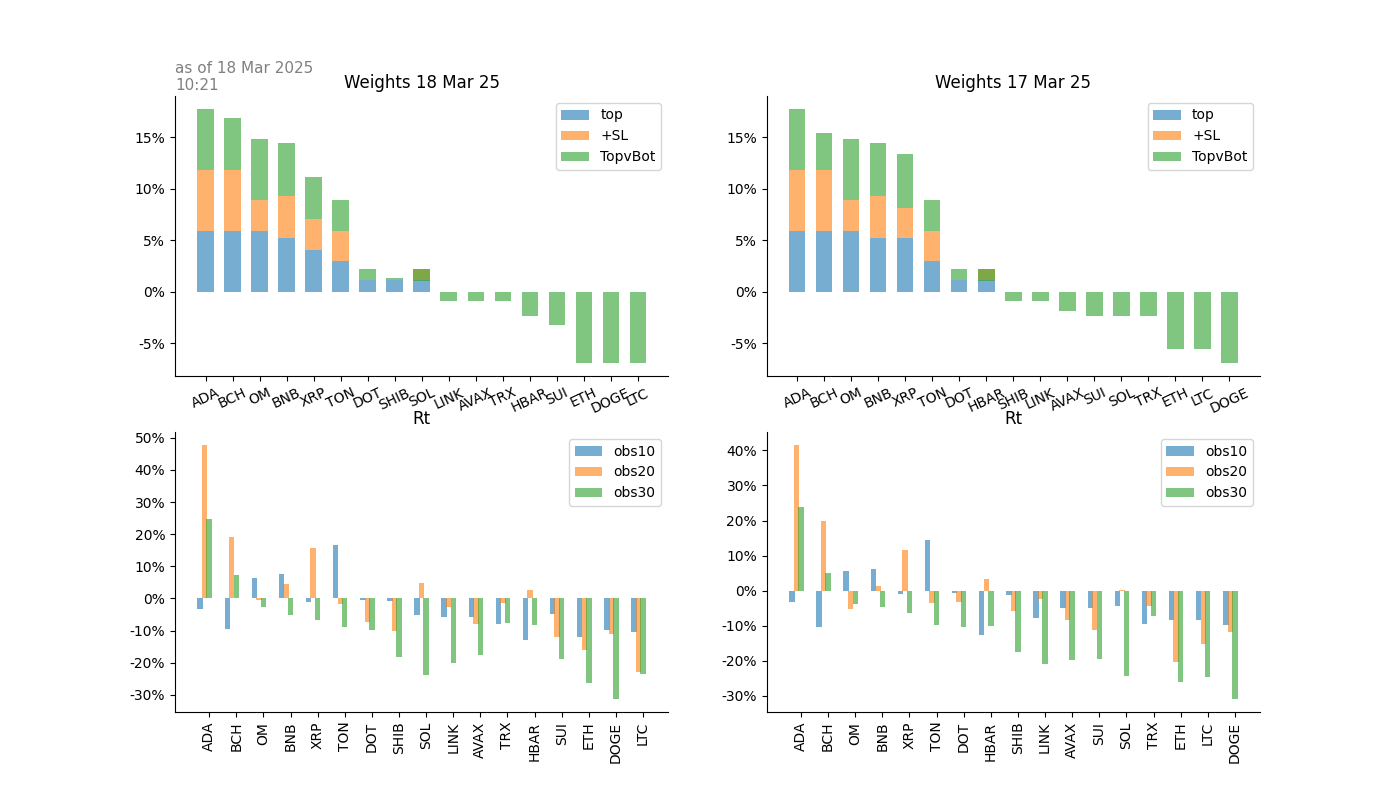 as of 18 Mar 2025
10:21
Weights 18 Mar 25
15%
10%
5%
0%
-5%
top
+SL
TopvBot
ADA BCH OM BNB XRP TON DOT SHIB SOL LINK AVAX TRX HBAR SUI ETH DOGE LTC
Weights 17 Mar 25
15%
10%
5%
0%
-5%
top
+SL
TopvBot
ADA BCH OM BNB XRP TON DOT HBAR SHIB LINK AVAX SUI SOL TRX ETH LTC DOGE
Rt
50%
40%
30%
20%
10%
0%
-10%
-20%
-30%
obs10
obs20
obs30
ADA BCH OM BNB XRP TON DOT SHIB SOL LINK AVAX TRX HBAR SUI ETH DOGE LTC
Rt
40%
30%
20%
10%
0%
-10%
-20%
-30%
obs10
obs20
obs30
ADA BCH OM BNB XRP TON DOT HBAR SHIB LINK AVAX SUI SOL TRX ETH LTC DOGE